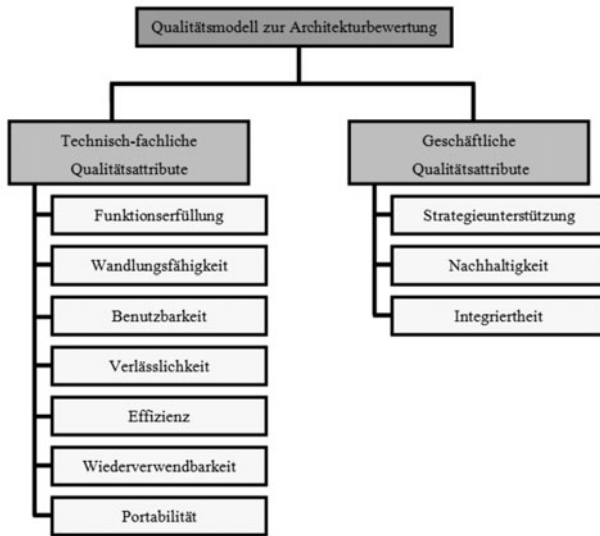 Qualitätsmodell zur Architekturbewertung
Technisch-fachliche
Qualitätsattribute
Funktionserfüllung
Wandlungsfähigkeit
Benutzbarkeit
Verlässlichkeit
Effizienz
Wiederverwendbarkeit
Portabilität
Geschäftliche
Qualitätsattribute
Strategieunterstützung
Nachhaltigkeit
Integriertheit